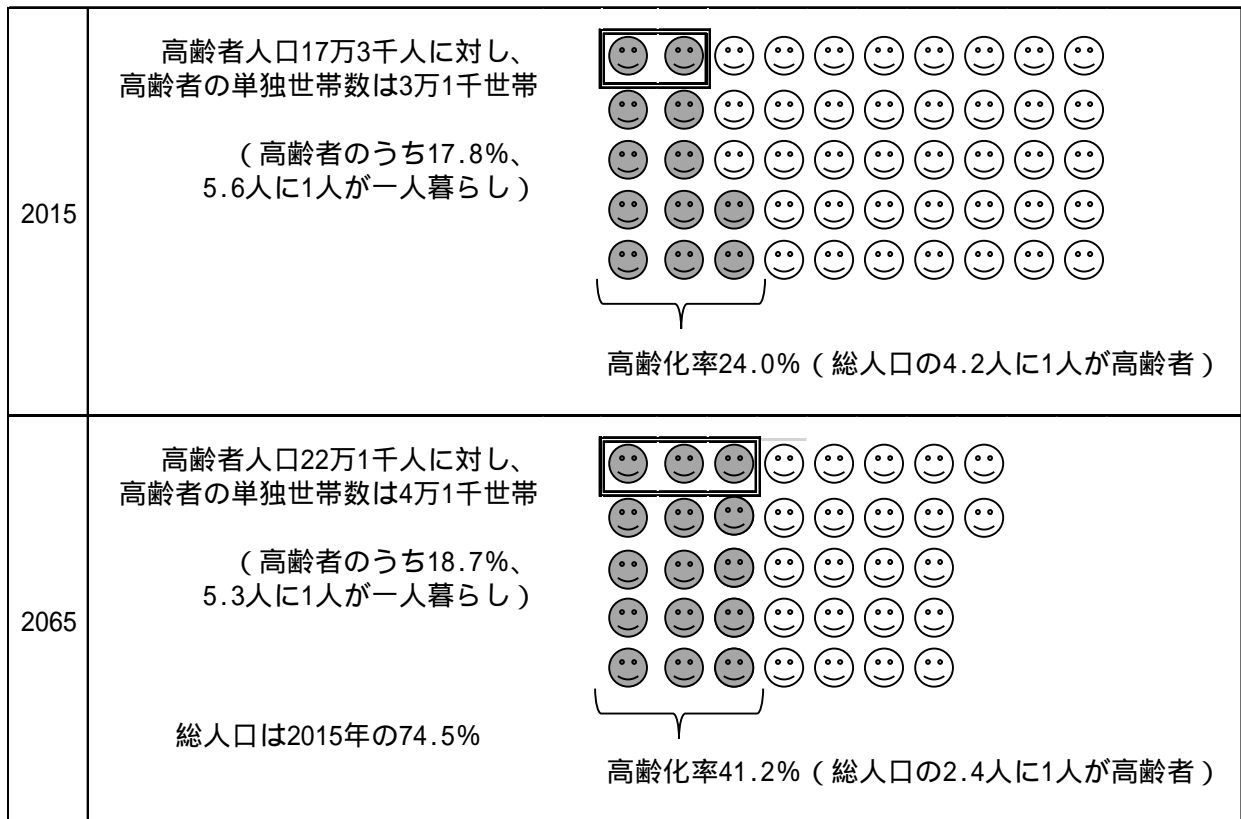 2015
高齢者人口17万3千人に対し、
高齢者の単独世帯数は3万1千世帯
(高齢者のうち17.8%、
5.6人に1人が一人暮らし)
高齢化率24.0%(総人口の4.2人に1人が高齢者)
2065
高齢者人口22万1千人に対し、
高齢者の単独世帯数は4万1千世帯
(高齢者のうち18.7%、
5.3人に1人が一人暮らし)
総人口は2015年の74.5%
高齢化率41.2%(総人口の2.4人に1人が高齢者)